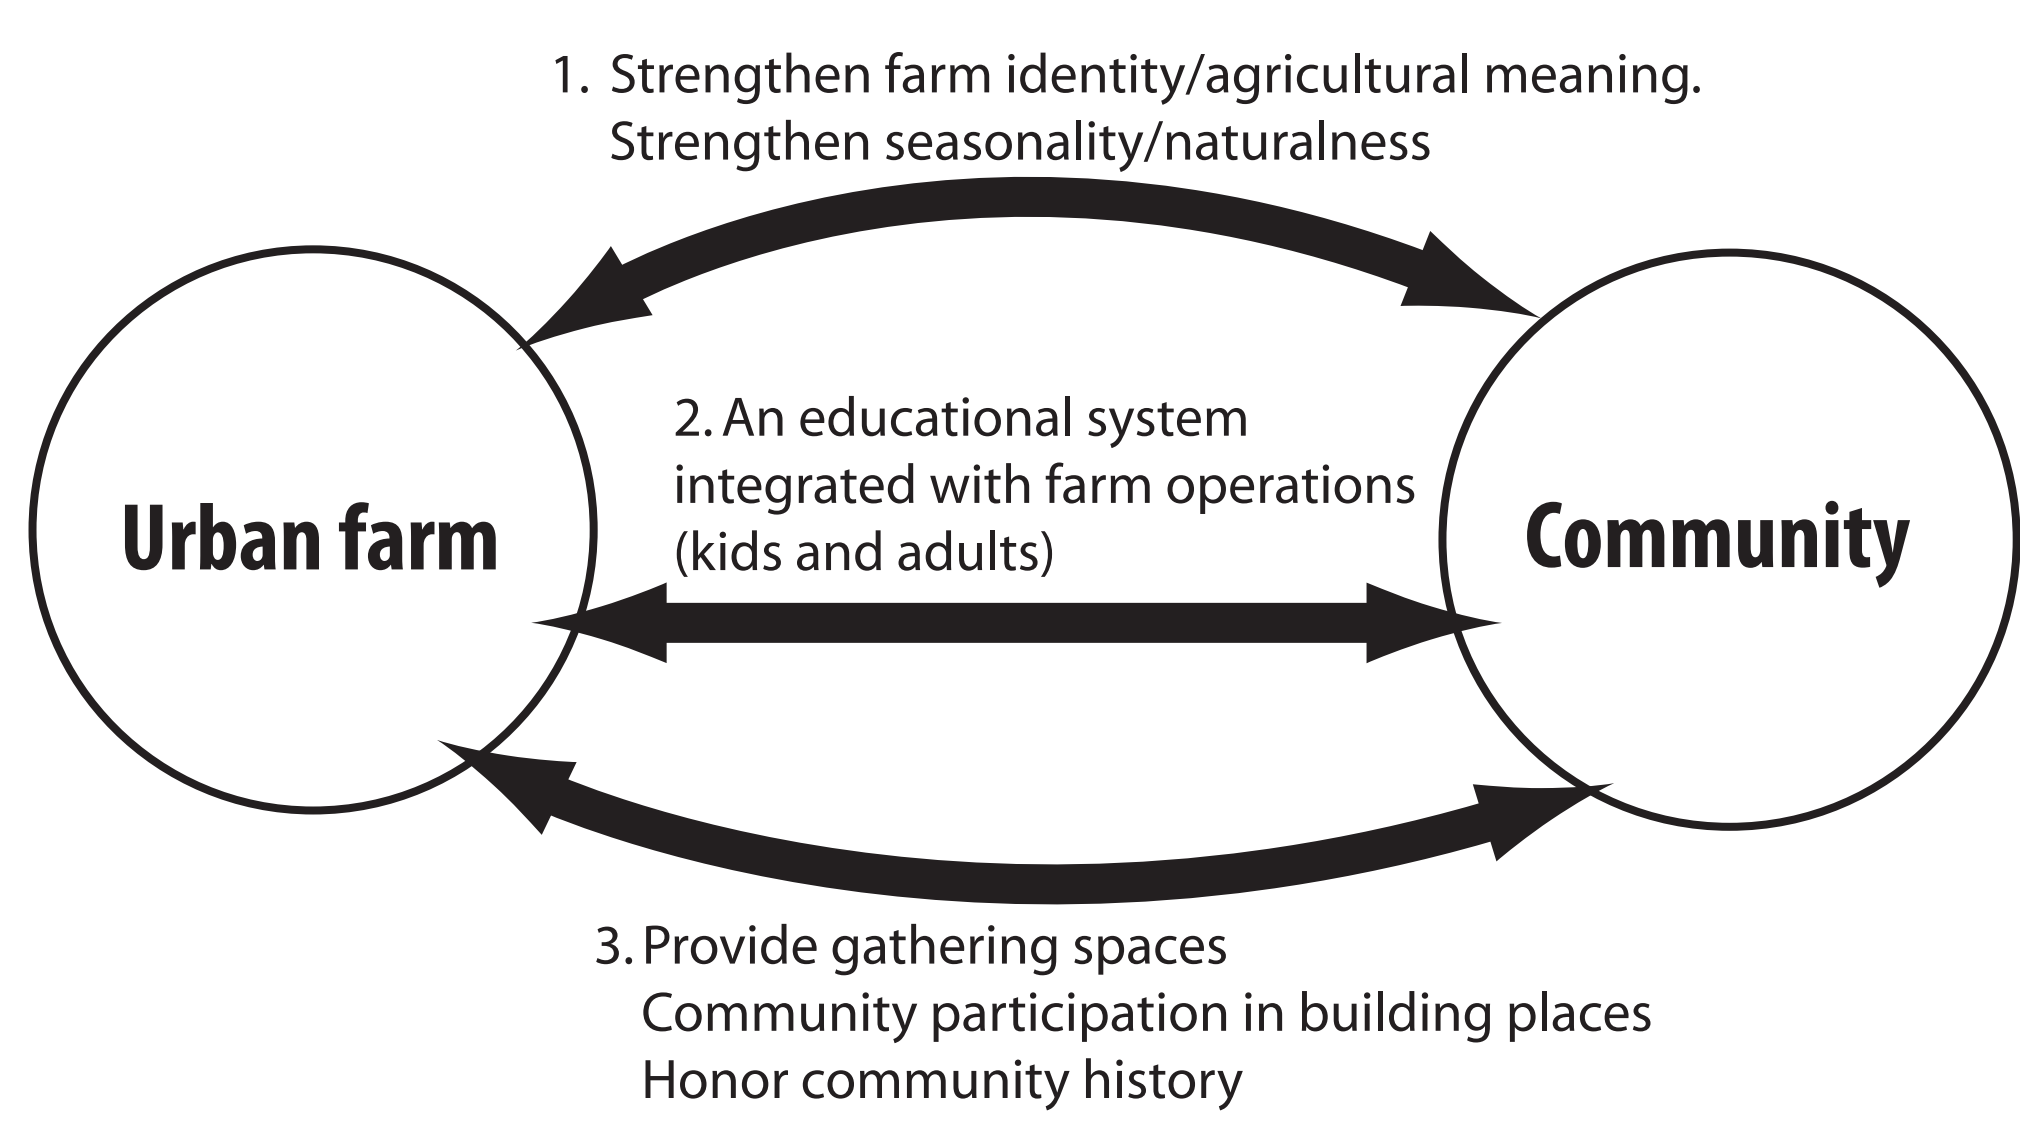 1. Strengthen farm identity/agricultural meaning.
Strengthen seasonality/naturalness
2. An educational system
integrated with farm operations
(kids and adults)
Urban farm
Community
3. Provide gathering spaces
Community participation in building places
Honor community history